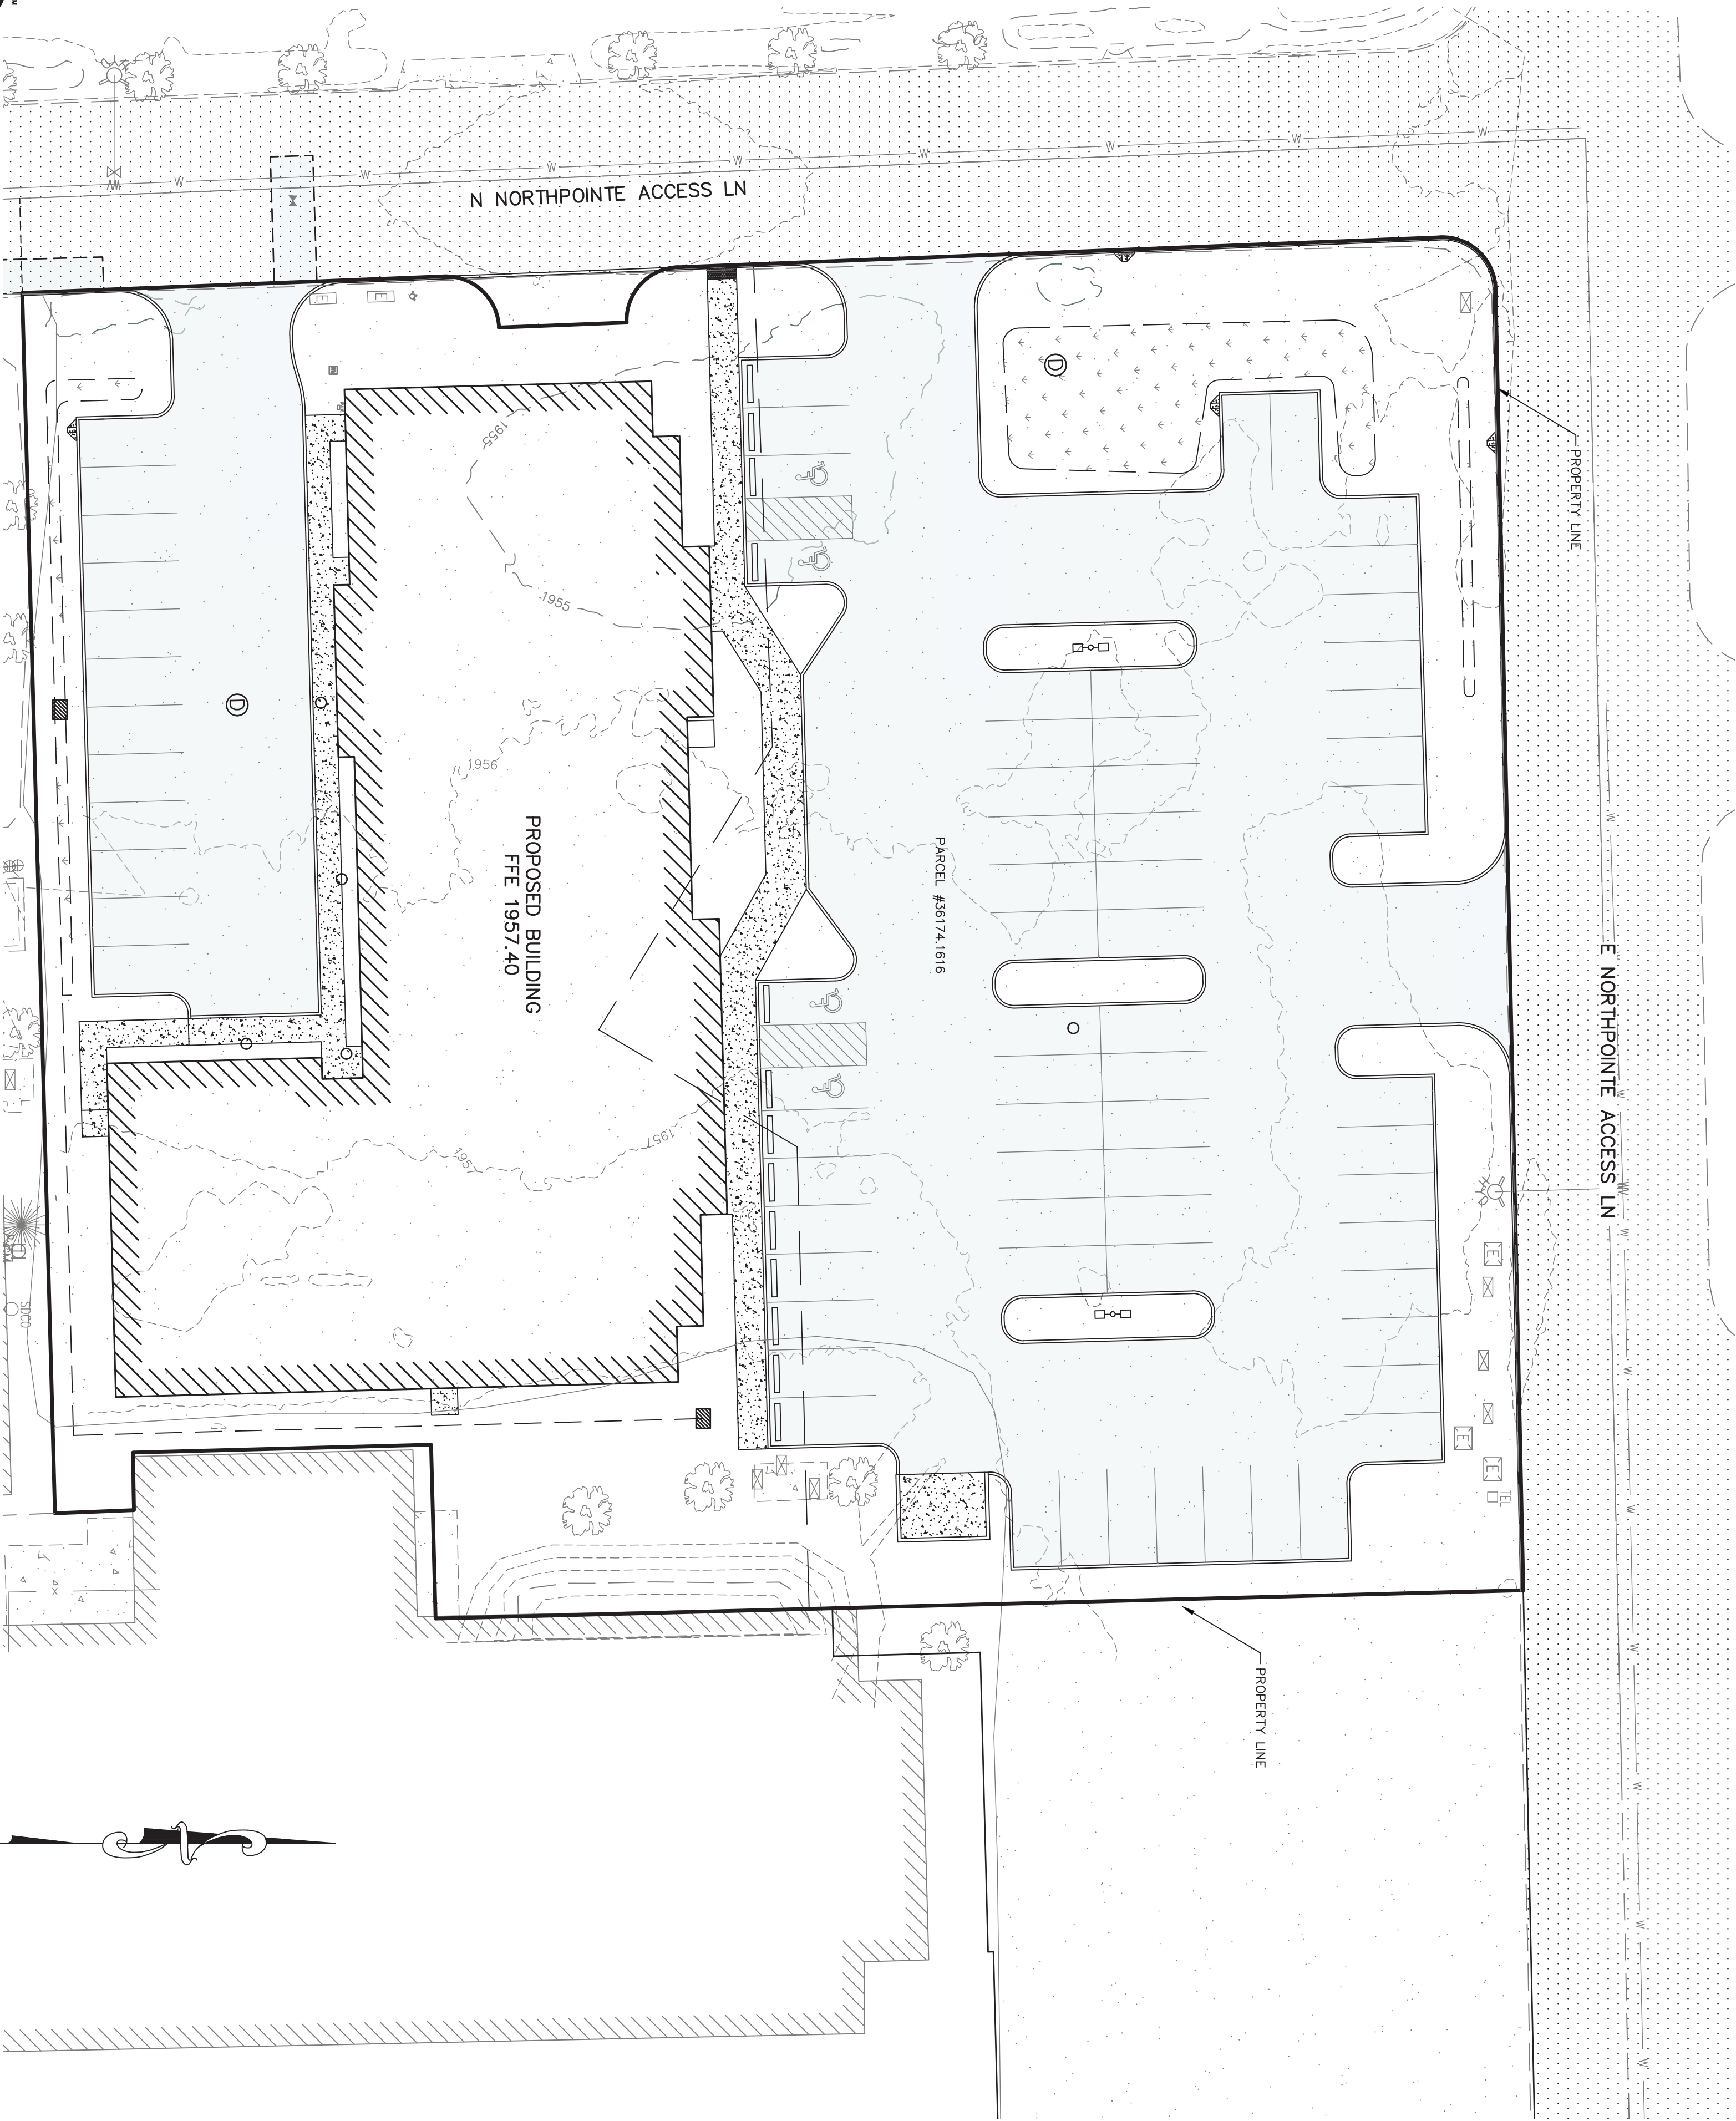 N NORTHPOINTE ACCESS LN
W
W
W
W
W
W
W
W
PROPERTY LINE
E
E
D
D
1955
1955
1956
PROPOSED BUILDING
FFE 1957.40
PARCEL #36174.1616
E NORTHPOINTE ACCESS LN
W
W
W
W
W
W
W
W
W
W
1957
1957
SDCO
E
E
E
TEL
PROPERTY LINE